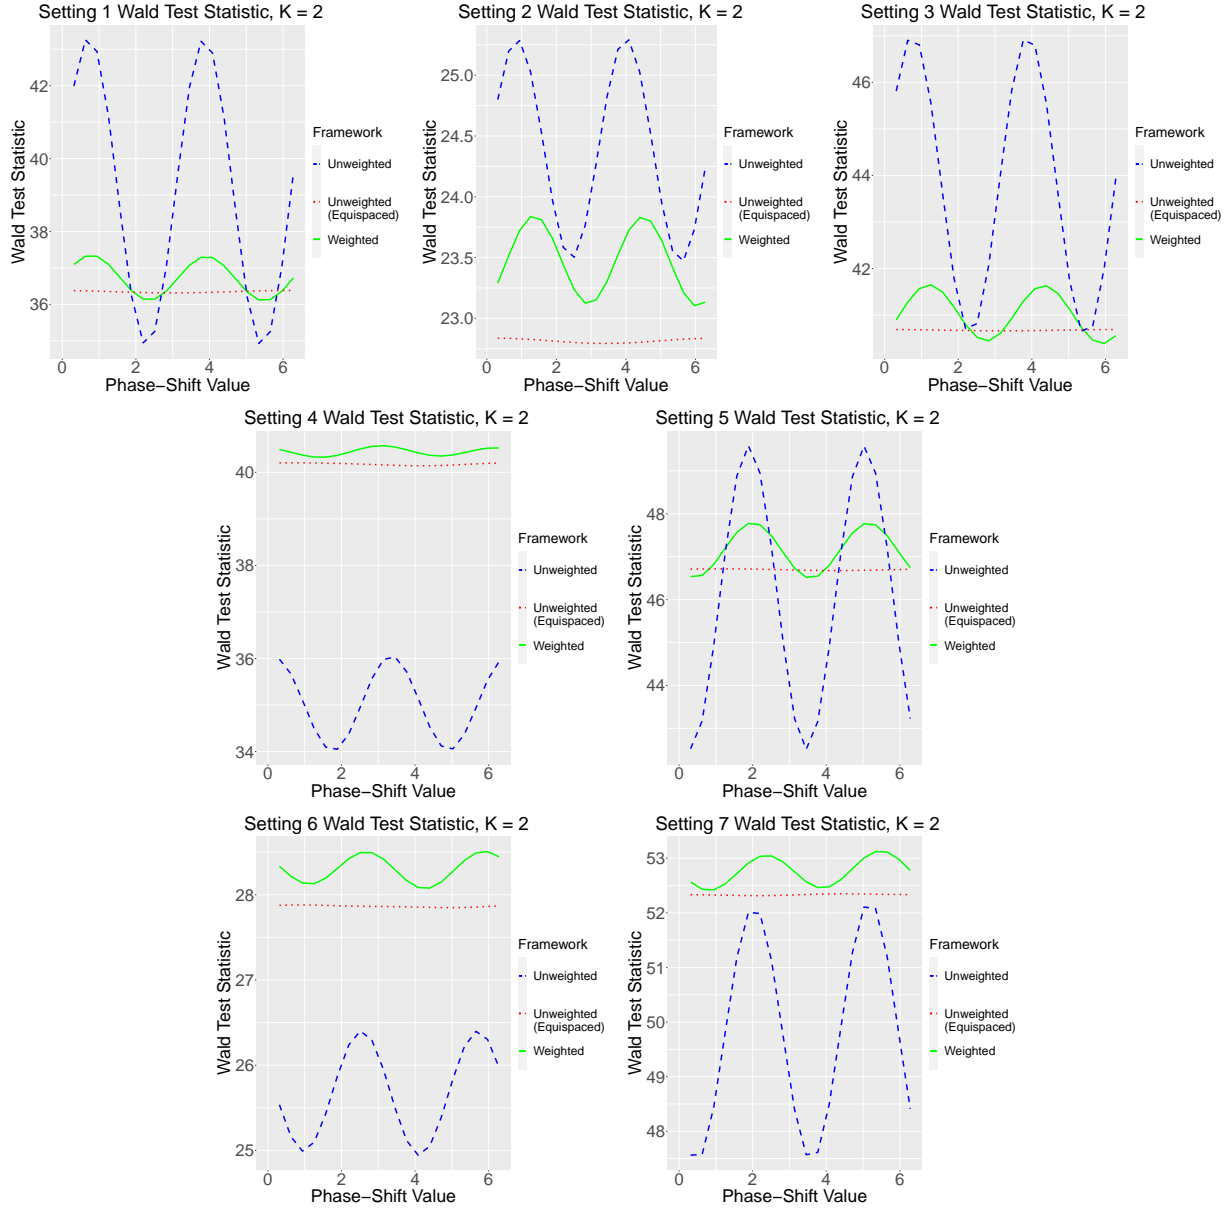 Setting 1 Wald Test Statistic, K = 2
Wald Test Statistic
42
40
38
36
0 2 4 6
Phase−Shift Value
Framework
Unweighted
Unweighted
(Equispaced)
Weighted
Setting 2 Wald Test Statistic, K = 2
Wald Test Statistic
25.0
24.5
24.0
23.5
23.0
0 2 4 6
Phase−Shift Value
Framework
Unweighted
Unweighted
(Equispaced)
Weighted
Setting 3 Wald Test Statistic, K = 2
Wald Test Statistic
46
44
42
0 2 4 6
Phase−Shift Value
Framework
Unweighted
Unweighted
(Equispaced)
Weighted
Setting 4 Wald Test Statistic, K = 2
Wald Test Statistic
40
38
36
34
0 2 4 6
Phase−Shift Value
Framework
Unweighted
Unweighted
(Equispaced)
Weighted
Setting 5 Wald Test Statistic, K = 2
Wald Test Statistic
48
46
44
0 2 4 6
Phase−Shift Value
Framework
Unweighted
Unweighted
(Equispaced)
Weighted
Setting 6 Wald Test Statistic, K = 2
Wald Test Statistic
28
27
26
25
0 2 4 6
Phase−Shift Value
Framework
Unweighted
Unweighted
(Equispaced)
Weighted
Setting 7 Wald Test Statistic, K = 2
Wald Test Statistic
53
52
51
50
49
48
0 2 4 6
Phase−Shift Value
Framework
Unweighted
Unweighted
(Equispaced)
Weighted